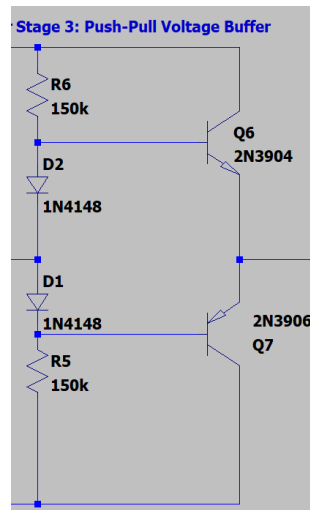 Stage 3: Push-Pull Voltage Buffer
R6
150k
Q6
2N3904
D2
1N4148
D1
1N4148
2N3906
Q7
R5
150k